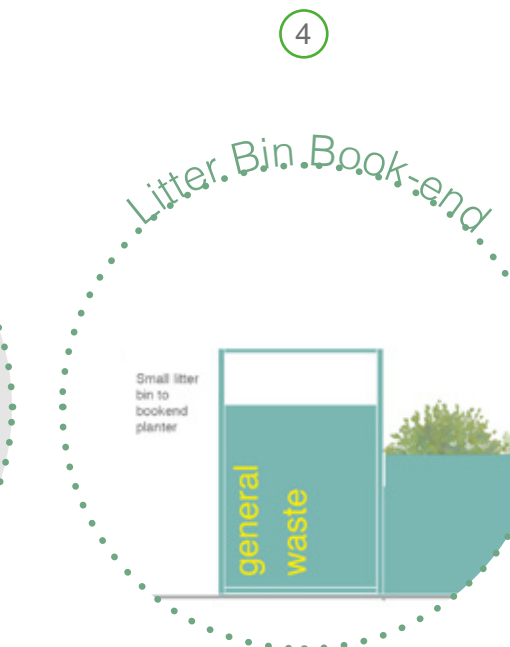 4
Litter Bin Book-end
Small litter
bin to
bookend
planter
general
waste